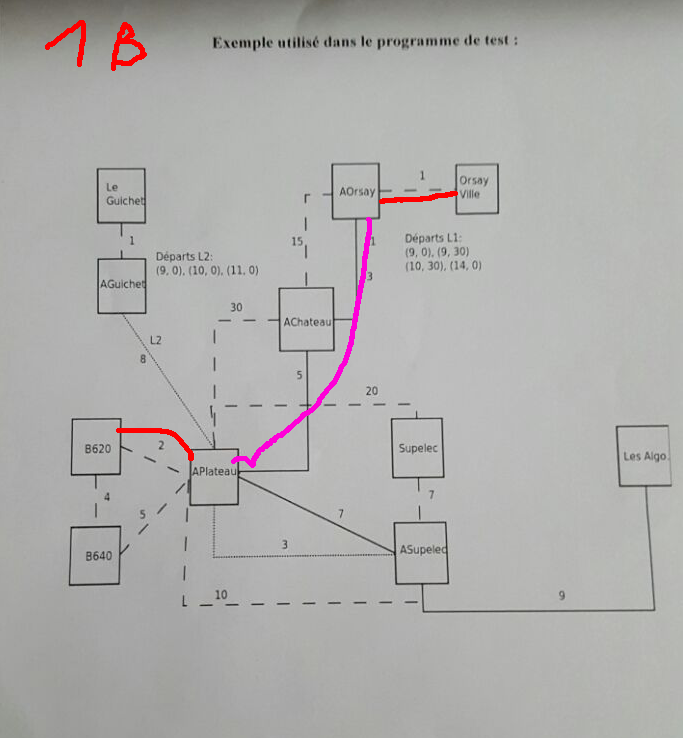 1 B
Exemple utilisé dans le programme de test :
Le
Guichet
AOrsay
1
Orsay
Ville
1
15
Départs L2:
(9, 0), (10, 0), (11, 0)
Départs L1:
(9, 0), (9, 30)
(10, 30), (14, 0)
AGuichet
3
30
AChateau
L2
8
5
20
B620
2
Supelec
Les Algo.
APlateau
4
5
7
7
B640
3
ASupelec
10
9